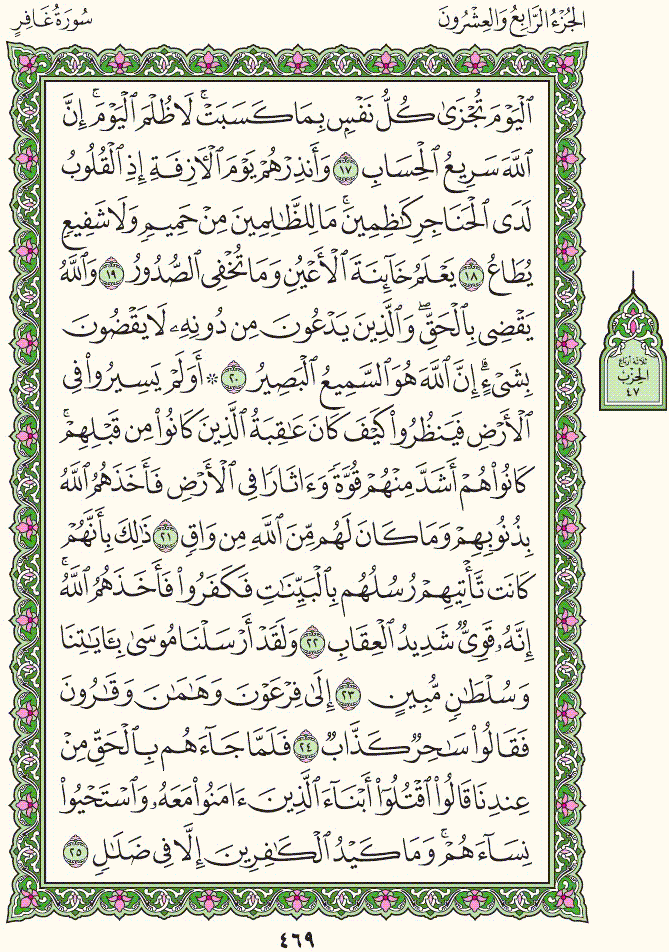 الجُزْءُ الرَّابِعُ وَالعِشْرُونَ
سُورَةُ غَافِرٍ
ٱلۡيَوۡمَ تُجۡزَىٰ كُلُّ نَفۡسِۭ بِمَا كَسَبَتۡۚ لَا ظُلۡمَ ٱلۡيَوۡمَۚ إِنَّ
ٱللَّهَ سَرِيعُ ٱلۡحِسَابِ ١٧ وَأَنذِرۡهُمۡ يَوۡمَ ٱلۡأٓزِفَةِ إِذِ ٱلۡقُلُوبُ
لَدَى ٱلۡحَنَاجِرِ كَٰظِمِينَۚ مَا لِلظَّٰلِمِينَ مِنۡ حَمِيمٖ وَلَا شَفِيعٖ
يُطَاعُ ١٨ يَعۡلَمُ خَآئِنَةَ ٱلۡأَعۡيُنِ وَمَا تُخۡفِي ٱلصُّدُورُ ١٩ وَٱللَّهُ
يَقۡضِي بِٱلۡحَقِّۖ وَٱلَّذِينَ يَدۡعُونَ مِن دُونِهِۦ لَا يَقۡضُونَ
بِشَيۡءٍۗ إِنَّ ٱللَّهَ هُوَ ٱلسَّمِيعُ ٱلۡبَصِيرُ ٢٠ ۞ أَوَلَمۡ يَسِيرُواْ فِي
ٱلۡأَرۡضِ فَيَنظُرُواْ كَيۡفَ كَانَ عَٰقِبَةُ ٱلَّذِينَ كَانُواْ مِن قَبۡلِهِمۡۚ
كَانُواْ هُمۡ أَشَدَّ مِنۡهُمۡ قُوَّةٗ وَءَاثَارٗا فِي ٱلۡأَرۡضِ فَأَخَذَهُمُ ٱللَّهُ
بِذُنُوبِهِمۡ وَمَا كَانَ لَهُم مِّنَ ٱللَّهِ مِن وَاقٖ ٢١ ذَٰلِكَ بِأَنَّهُمۡ
كَانَت تَّأۡتِيهِمۡ رُسُلُهُم بِٱلۡبَيِّنَٰتِ فَكَفَرُواْ فَأَخَذَهُمُ ٱللَّهُۚ
إِنَّهُۥ قَوِيّٞ شَدِيدُ ٱلۡعِقَابِ ٢٢ وَلَقَدۡ أَرۡسَلۡنَا مُوسَىٰ بِـَٔايَٰتِنَا
وَسُلۡطَٰنٖ مُّبِينٍ ٢٣ إِلَىٰ فِرۡعَوۡنَ وَهَٰمَٰنَ وَقَٰرُونَ
فَقَالُواْ سَٰحِرٞ كَذَّابٞ ٢٤ فَلَمَّا جَآءَهُم بِٱلۡحَقِّ مِنۡ
عِندِنَا قَالُواْ ٱقۡتُلُوٓاْ أَبۡنَآءَ ٱلَّذِينَ ءَامَنُواْ مَعَهُۥ وَٱسۡتَحۡيُواْ
نِسَآءَهُمۡۚ وَمَا كَيۡدُ ٱلۡكَٰفِرِينَ إِلَّا فِي ضَلَٰلٖ ٢٥
ثلاثة أرباع
الحزب
٤٧
٤٦٩